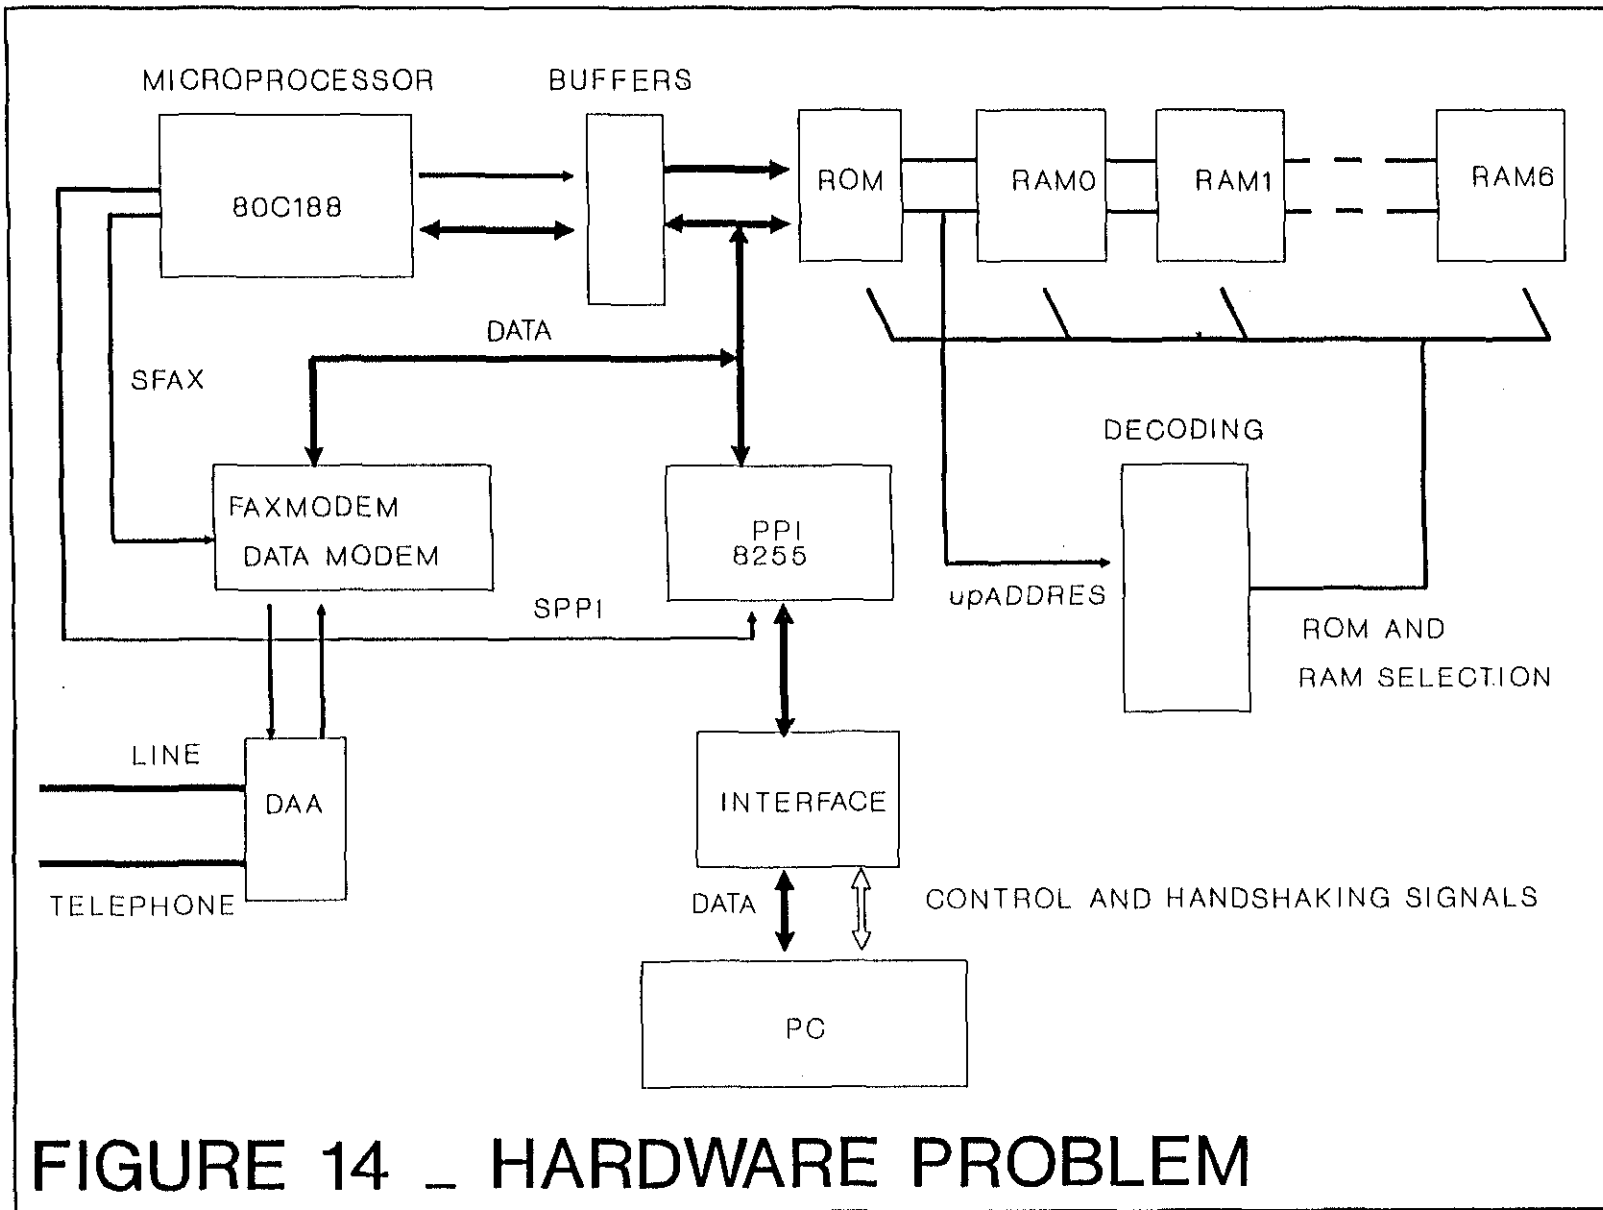 MICROPROCESSOR
BUFFERS
80C188
ROM
RAM0
RAM1
RAM6
DATA
SFAX
DECODING
FAXMODEM
DATA MODEM
PPI
8255
upADDRES
SPPI
ROM AND
RAM SELECTION
LINE
DAA
INTERFACE
TELEPHONE
DATA
CONTROL AND HANDSHAKING SIGNALS
PC
FIGURE 14 _ HARDWARE PROBLEM